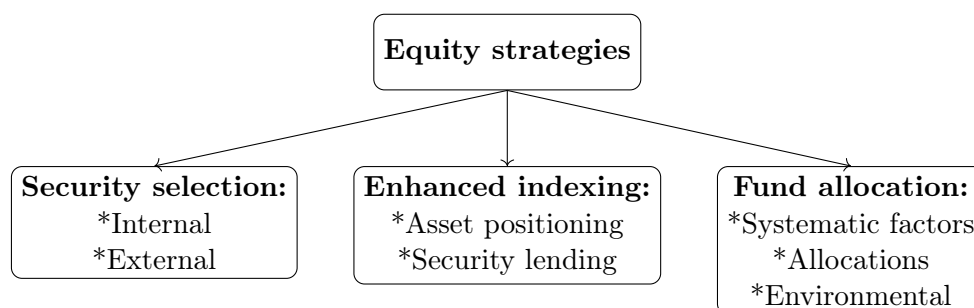 Equity strategies
Security selection:
*Internal
*External
Enhanced indexing:
*Asset positioning
*Security lending
Fund allocation:
*Systematic factors
*Allocations
*Environmental